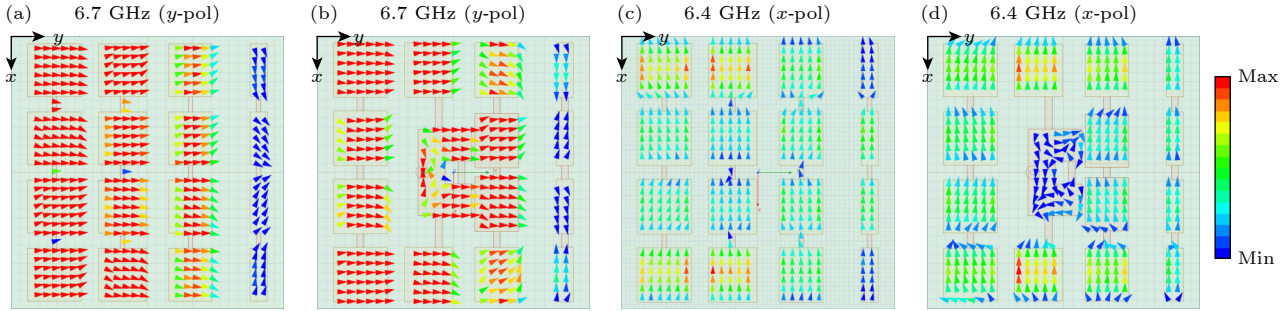 (a) 6.7 GHz (y-pol)
(b) 6.7 GHz (y-pol)
(c) 6.4 GHz (x-pol)
(d) 6.4 GHz (x-pol)
y
x
y
x
y
x
y
x
Max
Min